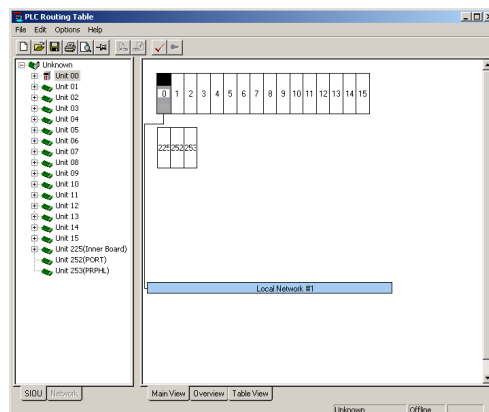 PLC Routing Table
File Edit Options Help
Unknown
Unit 00
Unit 01
Unit 02
Unit 03
Unit 04
Unit 05
Unit 06
Unit 07
Unit 08
Unit 09
Unit 10
Unit 11
Unit 12
Unit 13
Unit 14
Unit 15
Unit 225(Inner Board)
Unit 252(PORT)
Unit 253(PRPHL)
0 1 2 3 4 5 6 7 8 9 10 11 12 13 14 15
225 252 253
Local Network #1
SIOU Network
Main View Overview Table View
Unknown Offline